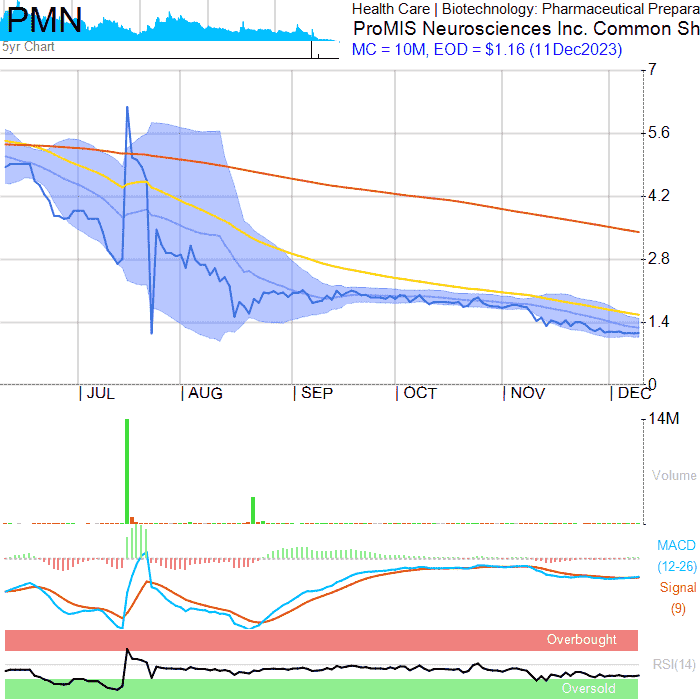 PMN
5yr Chart
Health Care | Biotechnology: Pharmaceutical Prepara
ProMIS Neurosciences Inc. Common Sh
MC = 10M, EOD = $1.16 (11Dec2023)
7
5.6
4.2
2.8
1.4
0
| JUL | AUG | SEP | OCT | NOV | DEC
14M
Volume
MACD
(12-26)
Signal
(9)
Overbought
RSI(14)
Oversold